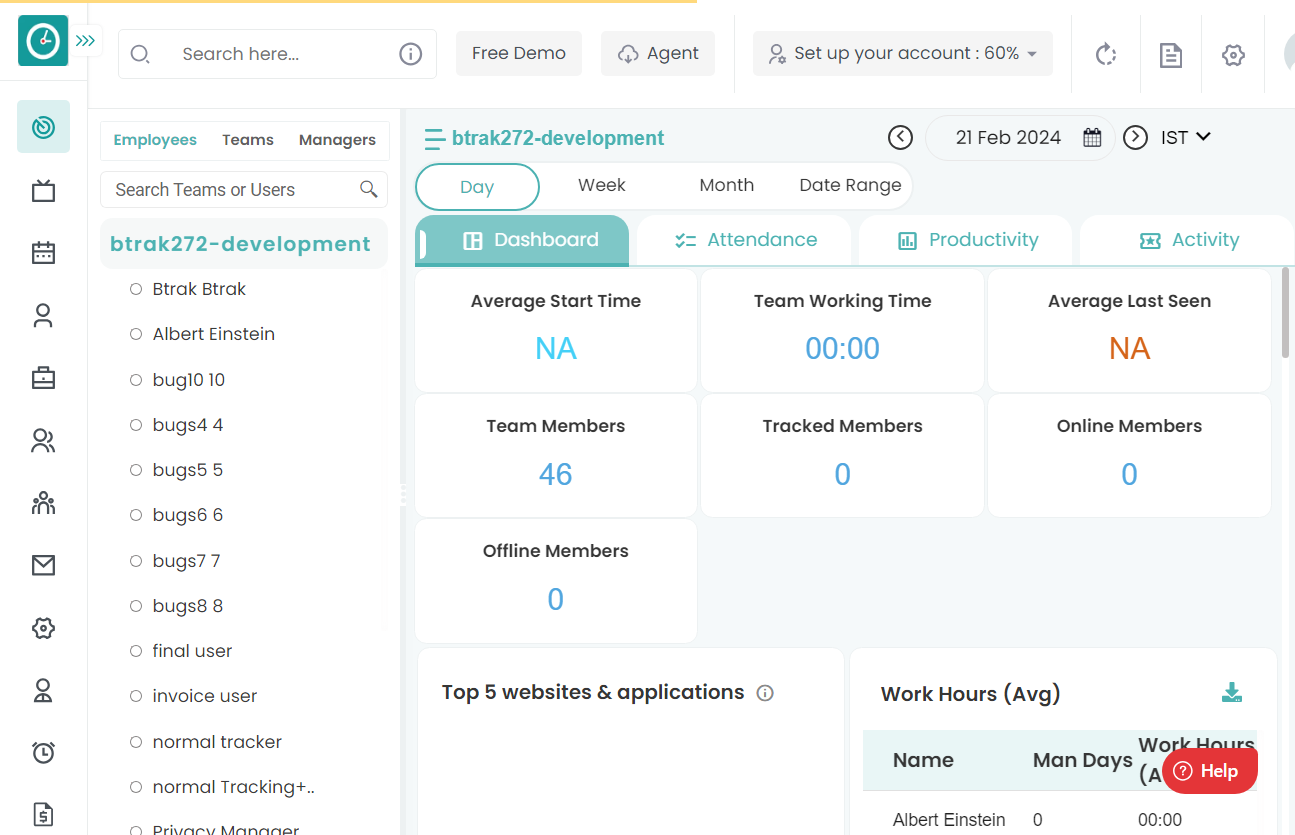 Search here...
Free Demo
Agent
Set up your account : 60%
Employees
Teams
Managers
Search Teams or Users
btrak272-development
Btrak Btrak
Albert Einstein
bug10 10
bugs4 4
bugs5 5
bugs6 6
bugs7 7
bugs8 8
final user
invoice user
normal tracker
normal Tracking+..
Privacy Manager
btrak272-development
21 Feb 2024
IST
Day
Week
Month
Date Range
Dashboard
Attendance
Productivity
Activity
Average Start Time
NA
Team Working Time
00:00
Average Last Seen
NA
Team Members
46
Tracked Members
0
Online Members
0
Offline Members
0
Top 5 websites & applications
Work Hours (Avg)
Name
Man Days
Work Hours
(A
Help
Albert Einstein
0
00:00